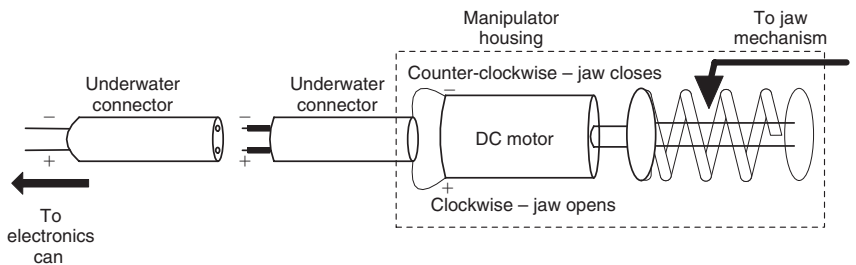 Manipulator
housing
To jaw
mechanism
Underwater
connector
Underwater
connector
Counter-clockwise – jaw closes
−
+
−
+
−
DC motor
+
Clockwise – jaw opens
To
electronics
can